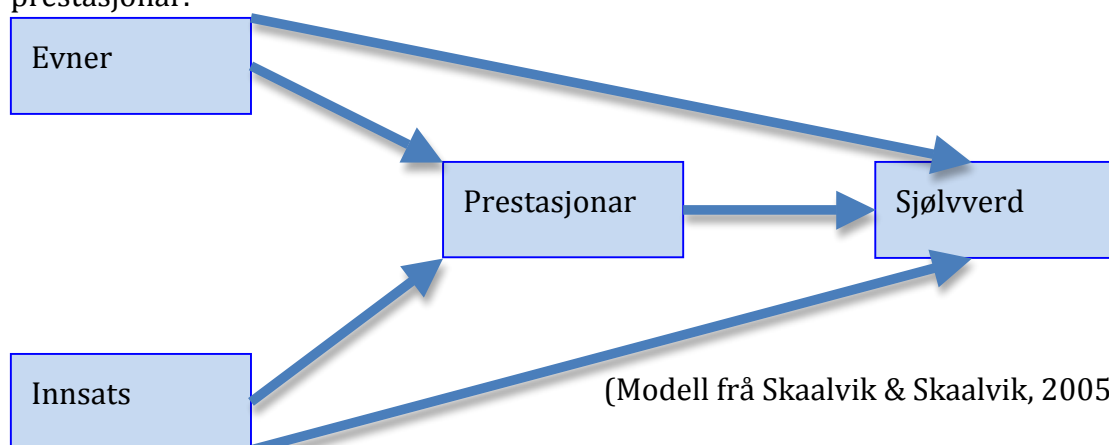 prestasjonar.
Evner
Prestasjonar
Sjølvverd
Innsats
(Modell frå Skaalvik & Skaalvik, 2005